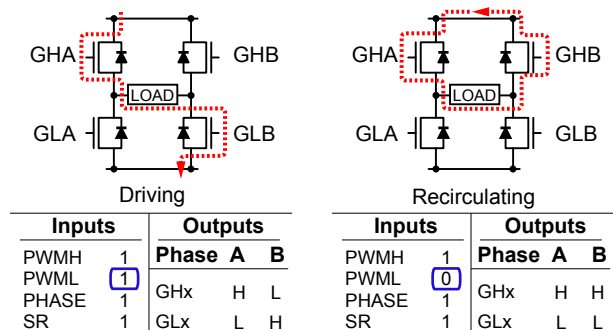 GHA GHB GHA GHB
LOAD LOAD
GLA GLB GLA GLB
Driving Recirculating
Inputs Outputs Inputs Outputs
PWMH 1 Phase A B PWMH 1 Phase A B
PWML 1 PWML 0
GHx H L GHx H H
PHASE 1 PHASE 1
SR 1 GLx L H SR 1 GLx L L